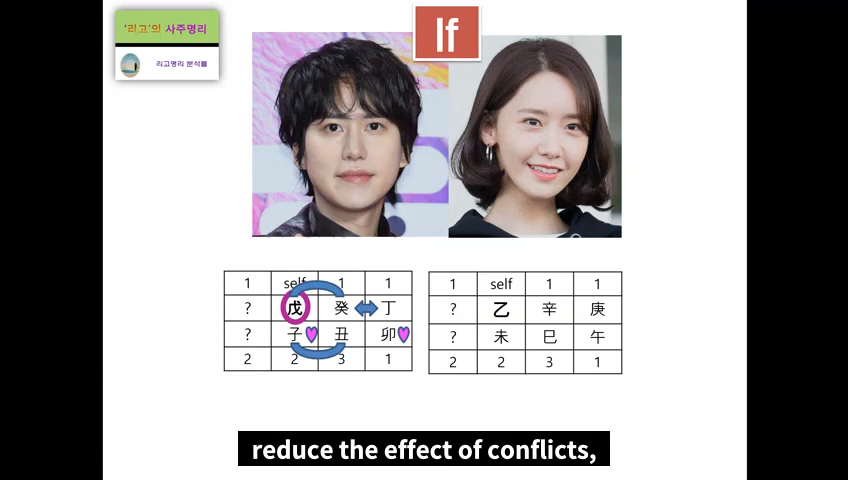 '리고'의 사주명리
리고명리 분석툴
If
1 self 1 1
? 戊 癸 丁
? 子 丑 卯
2 2 3 1
1 self 1 1
? 乙 辛 庚
? 未 巳 午
2 2 3 1
reduce the effect of conflicts,